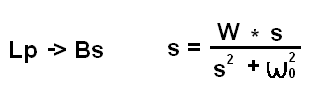 Lp -> Bs
s = W * s / s² + ω₀²